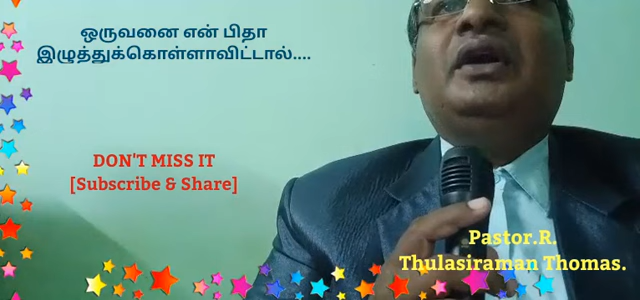 ஒருவனை என் பிதா
இழுத்துக்கொள்ளாவிட்டால்....
DON'T MISS IT
[Subscribe & Share]
Pastor.R.
Thulasiraman Thomas.